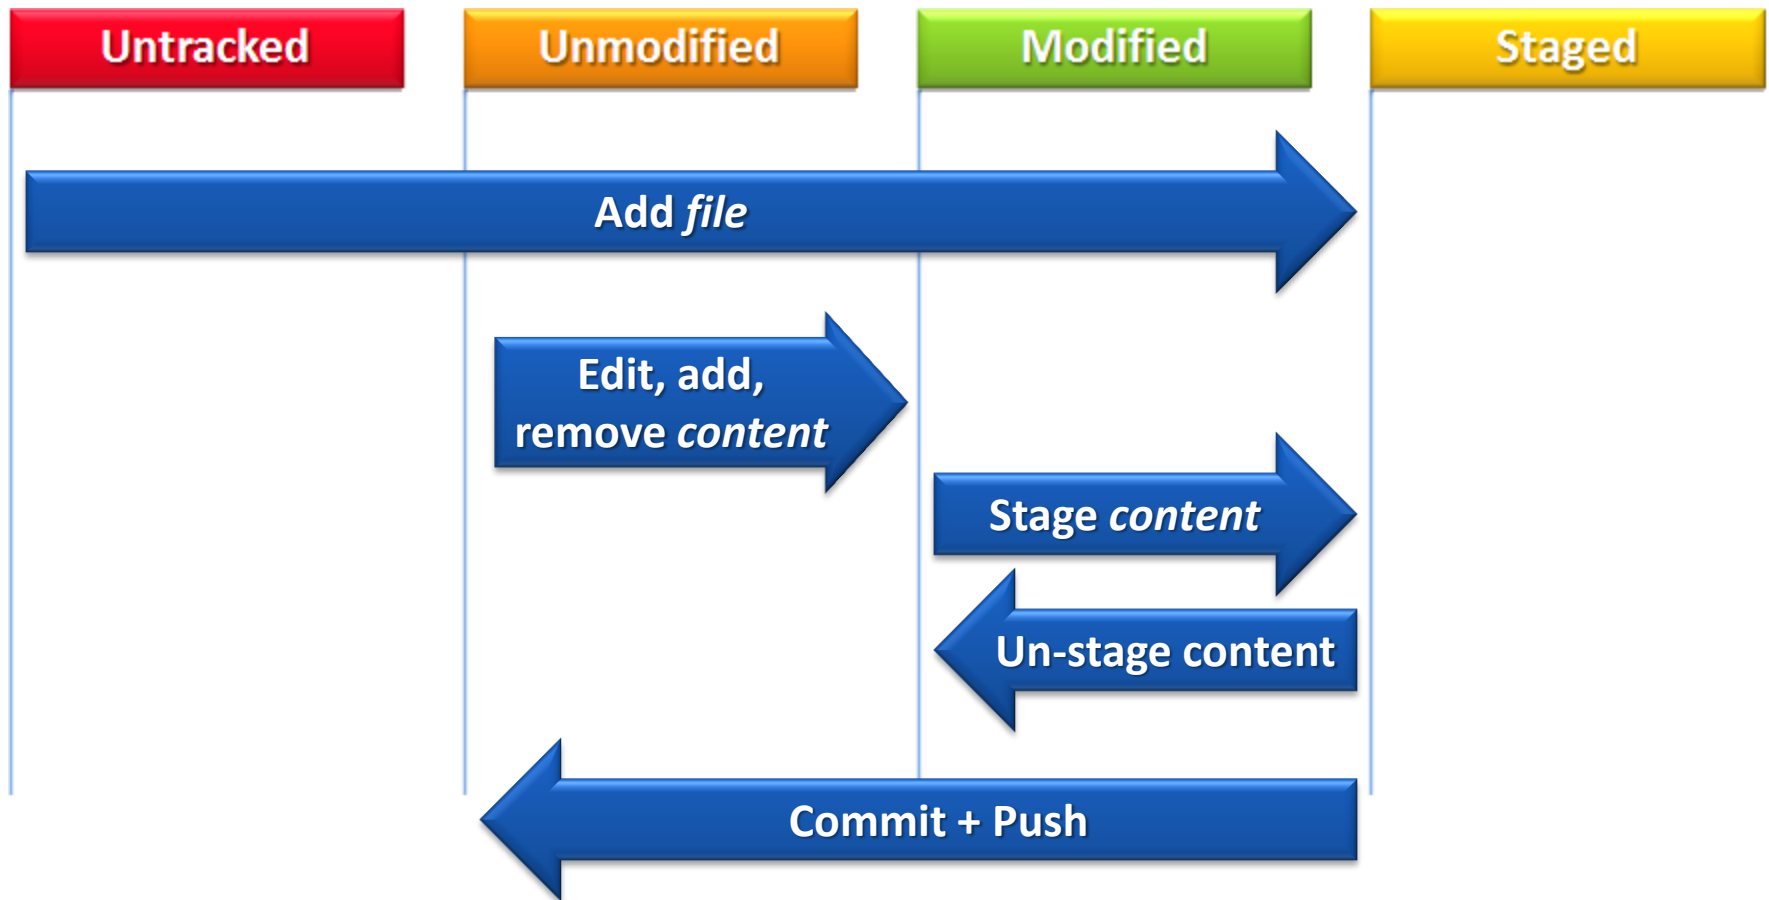 Untracked
Unmodified
Modified
Staged
Add file
Edit, add,
remove content
Stage content
Un-stage content
Commit + Push